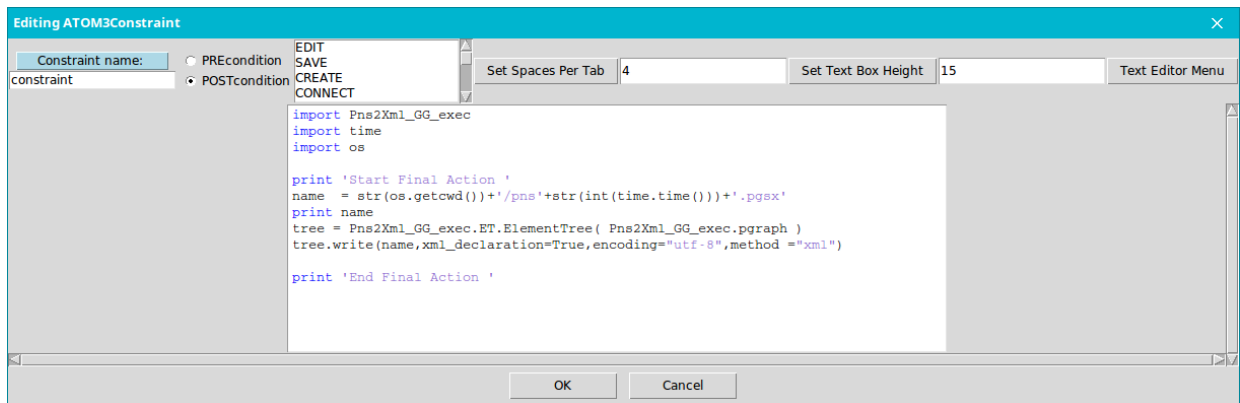 Editing ATOM3Constraint
Constraint name:
constraint
PREcondition
POSTcondition
EDIT
SAVE
CREATE
CONNECT
Set Spaces Per Tab
4
Set Text Box Height
15
Text Editor Menu
import Pns2Xml_GG_exec
import time
import os
print 'Start Final Action '
name  = str(os.getcwd())+'/pns'+str(int(time.time()))+'.pgsx'
print name
tree = Pns2Xml_GG_exec.ET.ElementTree( Pns2Xml_GG_exec.pgraph )
tree.write(name,xml_declaration=True,encoding="utf-8",method ="xml")
print 'End Final Action '
OK
Cancel